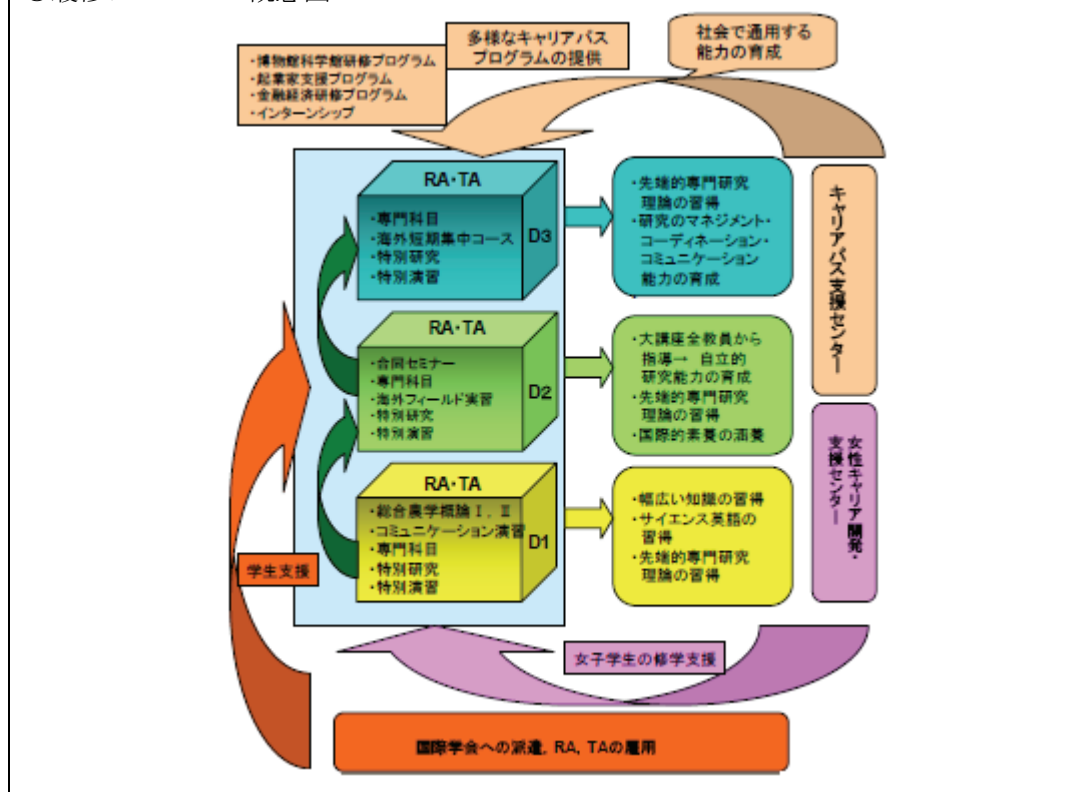 多様なキャリアパス
プログラムの提供
社会で通用する
能力の育成
・博物館科学館研修プログラム
・起業家支援プログラム
・金融経済研修プログラム
・インターンシップ
RA・TA
・専門科目
・海外短期集中コース
・特別研究
・特別演習
D3
・先端的専門研究
理論の習得
・研究のマネジメント・
コーディネーション・
コミュニケーション
能力の育成
キャリアパス支援センター
RA・TA
・合同セミナー
・専門科目
・海外フィールド実習
・特別研究
・特別演習
D2
・大講座全教員から
指導→ 自立的
研究能力の育成
・先端的専門研究
理論の習得
・国際的素養の涵養
女性キャリア開発・
支援センター
RA・TA
・総合農学概論Ⅰ，Ⅱ
・コミュニケーション演習
・専門科目
・特別研究
・特別演習
D1
・幅広い知識の習得
・サイエンス英語の
習得
・先端的専門研究
理論の習得
学生支援
女子学生の修学支援
国際学会への派遣，RA，TAの雇用